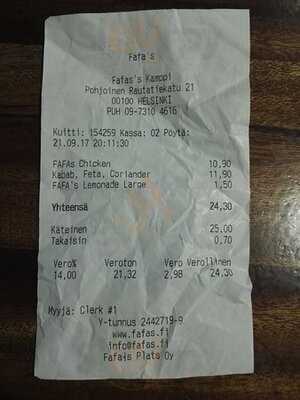 Fafa's
Fafas's Kamppi
Pohjoinen Rautatiekatu 21
00100 HELSINKI
PUH 09-7310 4616
Kuitti: 154259 Kassa: 02 Pöytä:
21.09.17 20:11:30
FAFAs Chicken 10,90
Kabab, Feta, Coriander 11,90
FAFA's Lemonade Large 1,50
Yhteensä 24,30
Käteinen 25,00
Takaisin 0,70
Vero% Veroton Vero Verollinen
14,00 21,32 2,98 24,30
Myyjä: Clerk #1
Y-tunnus 2442719-9
www.fafas.fi
info@fafas.fi
Fafais Plats Oy